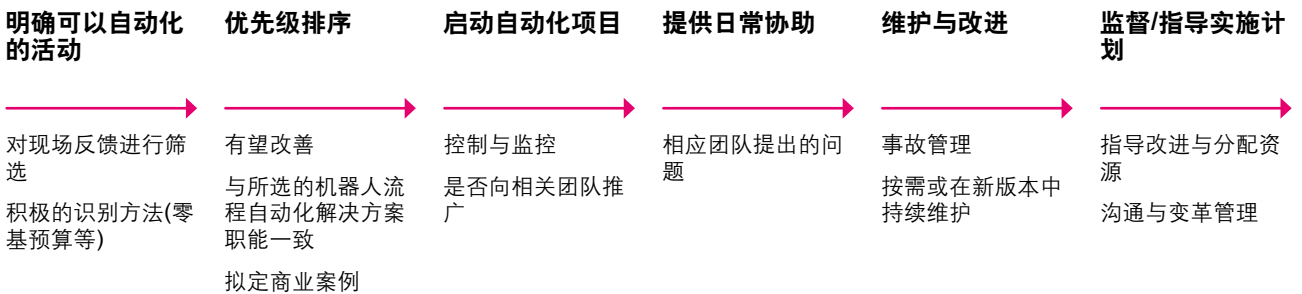 明确可以自动化
的活动
对现场反馈进行筛
选
积极的识别方法(零
基预算等)
优先级排序
有望改善
与所选的机器人流
程自动化解决方案
职能一致
拟定商业案例
启动自动化项目
控制与监控
是否向相关团队推
广
提供日常协助
相应团队提出的问
题
维护与改进
事故管理
按需或在新版本中
持续维护
监督/指导实施计
划
指导改进与分配资
源
沟通与变革管理